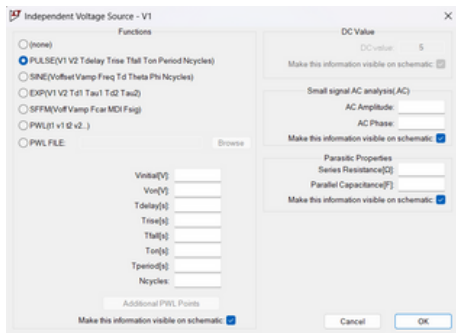 Independent Voltage Source - V1
Functions
(none)
PULSE(V1 V2 Tdelay Trise Tfall Ton Period Ncycles)
SINE(Voffset Vamp Freq Td Theta Phi Ncycles)
EXP(V1 V2 Td1 Tau1 Td2 Tau2)
SFFM(Voff Vamp Fcar MDI Fsig)
PWL(t1 v1 t2 v2...)
PWL FILE:
Browse
Vinitial[V]:
Von[V]:
Tdelay[s]:
Trise[s]:
Tfall[s]:
Ton[s]:
Tperiod[s]:
Ncycles:
Additional PWL Points
Make this information visible on schematic:
DC Value
DC value: 5
Make this information visible on schematic:
Small signal AC analysis(.AC)
AC Amplitude:
AC Phase:
Make this information visible on schematic:
Parasitic Properties
Series Resistance[Ω]:
Parallel Capacitance[F]:
Make this information visible on schematic:
Cancel
OK